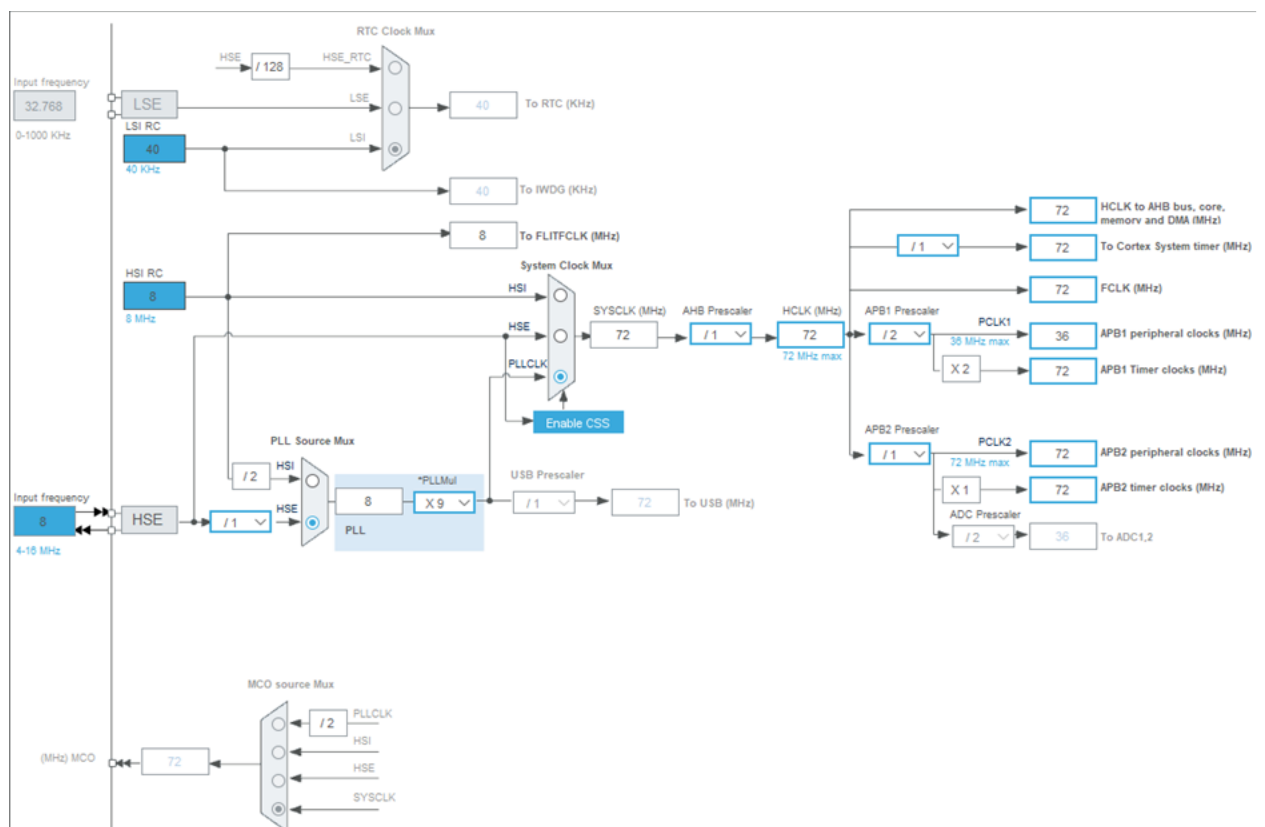 RTC Clock Mux
HSE
/ 128
HSE_RTC
Input frequency
32.768
0-1000 KHz
LSE
LSE
40
To RTC (KHz)
LSI RC
40
40 KHz
LSI
40
To IWDG (KHz)
8
To FLITFCLK (MHz)
HSI RC
8
8 MHz
System Clock Mux
HSI
HSE
PLLCLK
Enable CSS
SYSCLK (MHz)
72
AHB Prescaler
/ 1
HCLK (MHz)
72
72 MHz max
72
HCLK to AHB bus, core,
memory and DMA (MHz)
/ 1
72
To Cortex System timer (MHz)
72
FCLK (MHz)
APB1 Prescaler
/ 2
PCLK1
36 MHz max
36
APB1 peripheral clocks (MHz)
X 2
72
APB1 Timer clocks (MHz)
APB2 Prescaler
/ 1
PCLK2
72 MHz max
72
APB2 peripheral clocks (MHz)
X 1
72
APB2 timer clocks (MHz)
ADC Prescaler
/ 2
36
To ADC1,2
PLL Source Mux
/ 2
HSI
Input frequency
8
4-16 MHz
HSE
/ 1
HSE
8
*PLLMul
X 9
PLL
USB Prescaler
/ 1
72
To USB (MHz)
MCO source Mux
/ 2
PLLCLK
HSI
HSE
SYSCLK
(MHz) MCO
72